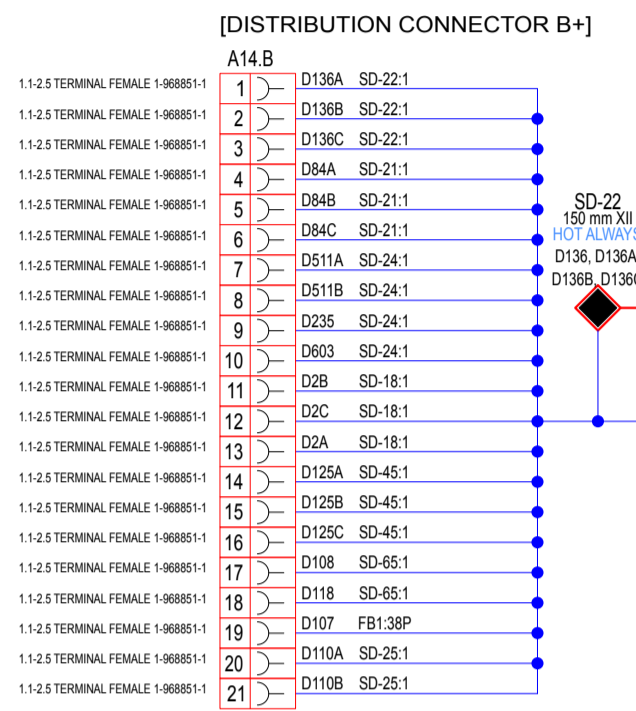 [DISTRIBUTION CONNECTOR B+]
A14.B
1.1-2.5 TERMINAL FEMALE 1-968851-1 1 D136A SD-22:1
1.1-2.5 TERMINAL FEMALE 1-968851-1 2 D136B SD-22:1
1.1-2.5 TERMINAL FEMALE 1-968851-1 3 D136C SD-22:1
1.1-2.5 TERMINAL FEMALE 1-968851-1 4 D84A SD-21:1
1.1-2.5 TERMINAL FEMALE 1-968851-1 5 D84B SD-21:1
1.1-2.5 TERMINAL FEMALE 1-968851-1 6 D84C SD-21:1
1.1-2.5 TERMINAL FEMALE 1-968851-1 7 D511A SD-24:1
1.1-2.5 TERMINAL FEMALE 1-968851-1 8 D511B SD-24:1
1.1-2.5 TERMINAL FEMALE 1-968851-1 9 D235 SD-24:1
1.1-2.5 TERMINAL FEMALE 1-968851-1 10 D603 SD-24:1
1.1-2.5 TERMINAL FEMALE 1-968851-1 11 D2B SD-18:1
1.1-2.5 TERMINAL FEMALE 1-968851-1 12 D2C SD-18:1
1.1-2.5 TERMINAL FEMALE 1-968851-1 13 D2A SD-18:1
1.1-2.5 TERMINAL FEMALE 1-968851-1 14 D125A SD-45:1
1.1-2.5 TERMINAL FEMALE 1-968851-1 15 D125B SD-45:1
1.1-2.5 TERMINAL FEMALE 1-968851-1 16 D125C SD-45:1
1.1-2.5 TERMINAL FEMALE 1-968851-1 17 D108 SD-65:1
1.1-2.5 TERMINAL FEMALE 1-968851-1 18 D118 SD-65:1
1.1-2.5 TERMINAL FEMALE 1-968851-1 19 D107 FB1:38P
1.1-2.5 TERMINAL FEMALE 1-968851-1 20 D110A SD-25:1
1.1-2.5 TERMINAL FEMALE 1-968851-1 21 D110B SD-25:1
SD-22
150 mm XII
HOT ALWAYS
D136, D136A
D136B, D136C